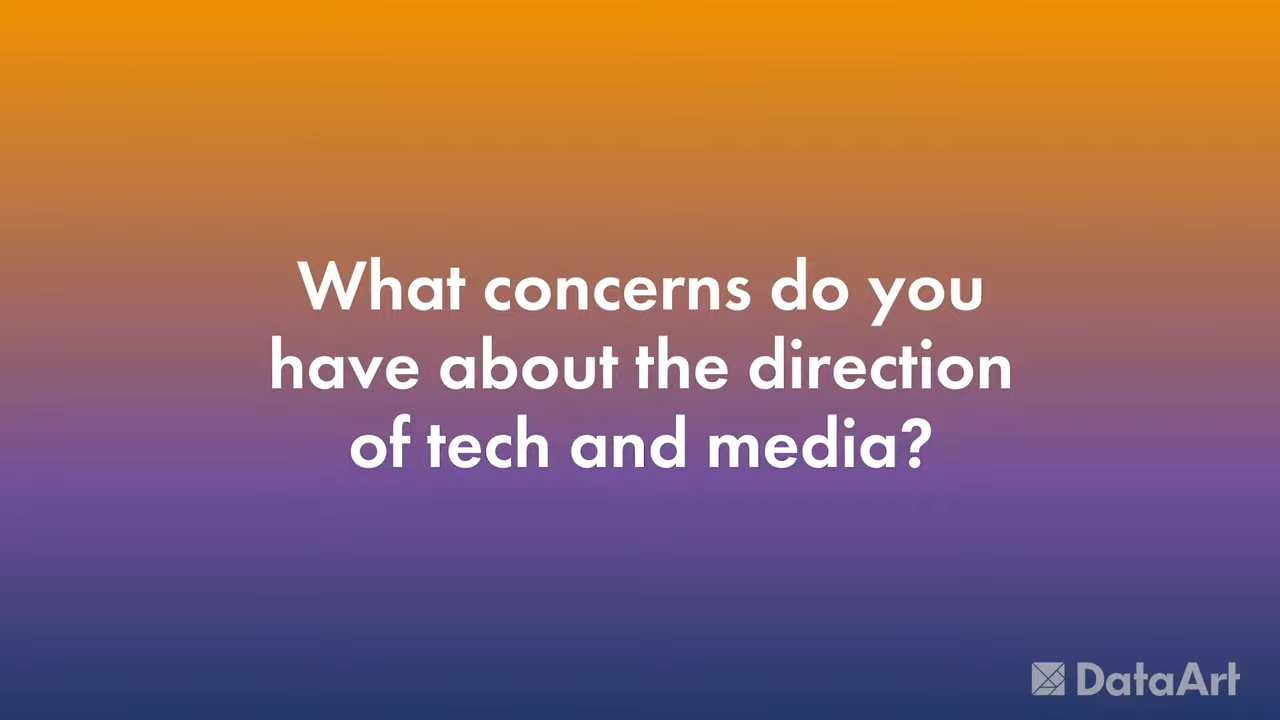 What concerns do you
have about the direction
of tech and media?
DataArt